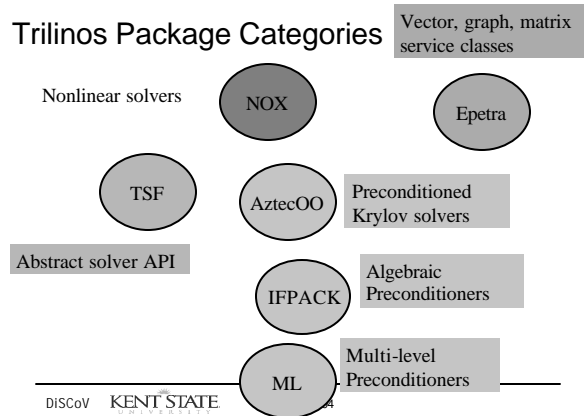 Trilinos Package Categories
Vector, graph, matrix
service classes
Nonlinear solvers
NOX
Epetra
TSF
AztecOO
Preconditioned
Krylov solvers
Abstract solver API
IFPACK
Algebraic
Preconditioners
ML
Multi-level
Preconditioners
DiSCoV
KENT STATE
UNIVERSITY